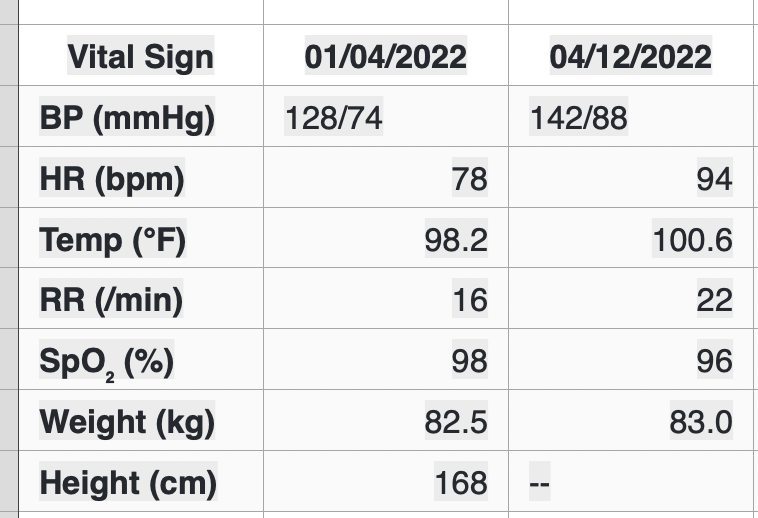 Vital Sign 01/04/2022 04/12/2022
BP (mmHg) 128/74 142/88
HR (bpm) 78 94
Temp (°F) 98.2 100.6
RR (/min) 16 22
SpO₂ (%) 98 96
Weight (kg) 82.5 83.0
Height (cm) 168 --